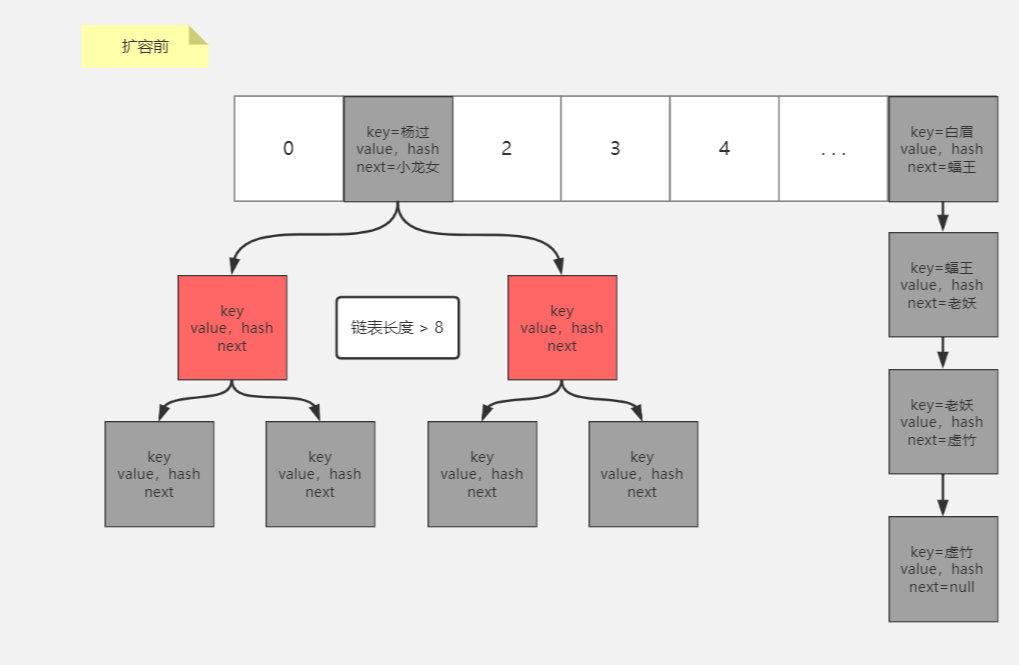 扩容前
0
key=杨过
value，hash
next=小龙女
2
3
4
. . .
key=白眉
value，hash
next=蝠王
key
value，hash
next
链表长度 > 8
key
value，hash
next
key=蝠王
value，hash
next=老妖
key
value，hash
next
key
value，hash
next
key
value，hash
next
key
value，hash
next
key=老妖
value，hash
next=虚竹
key=虚竹
value，hash
next=null